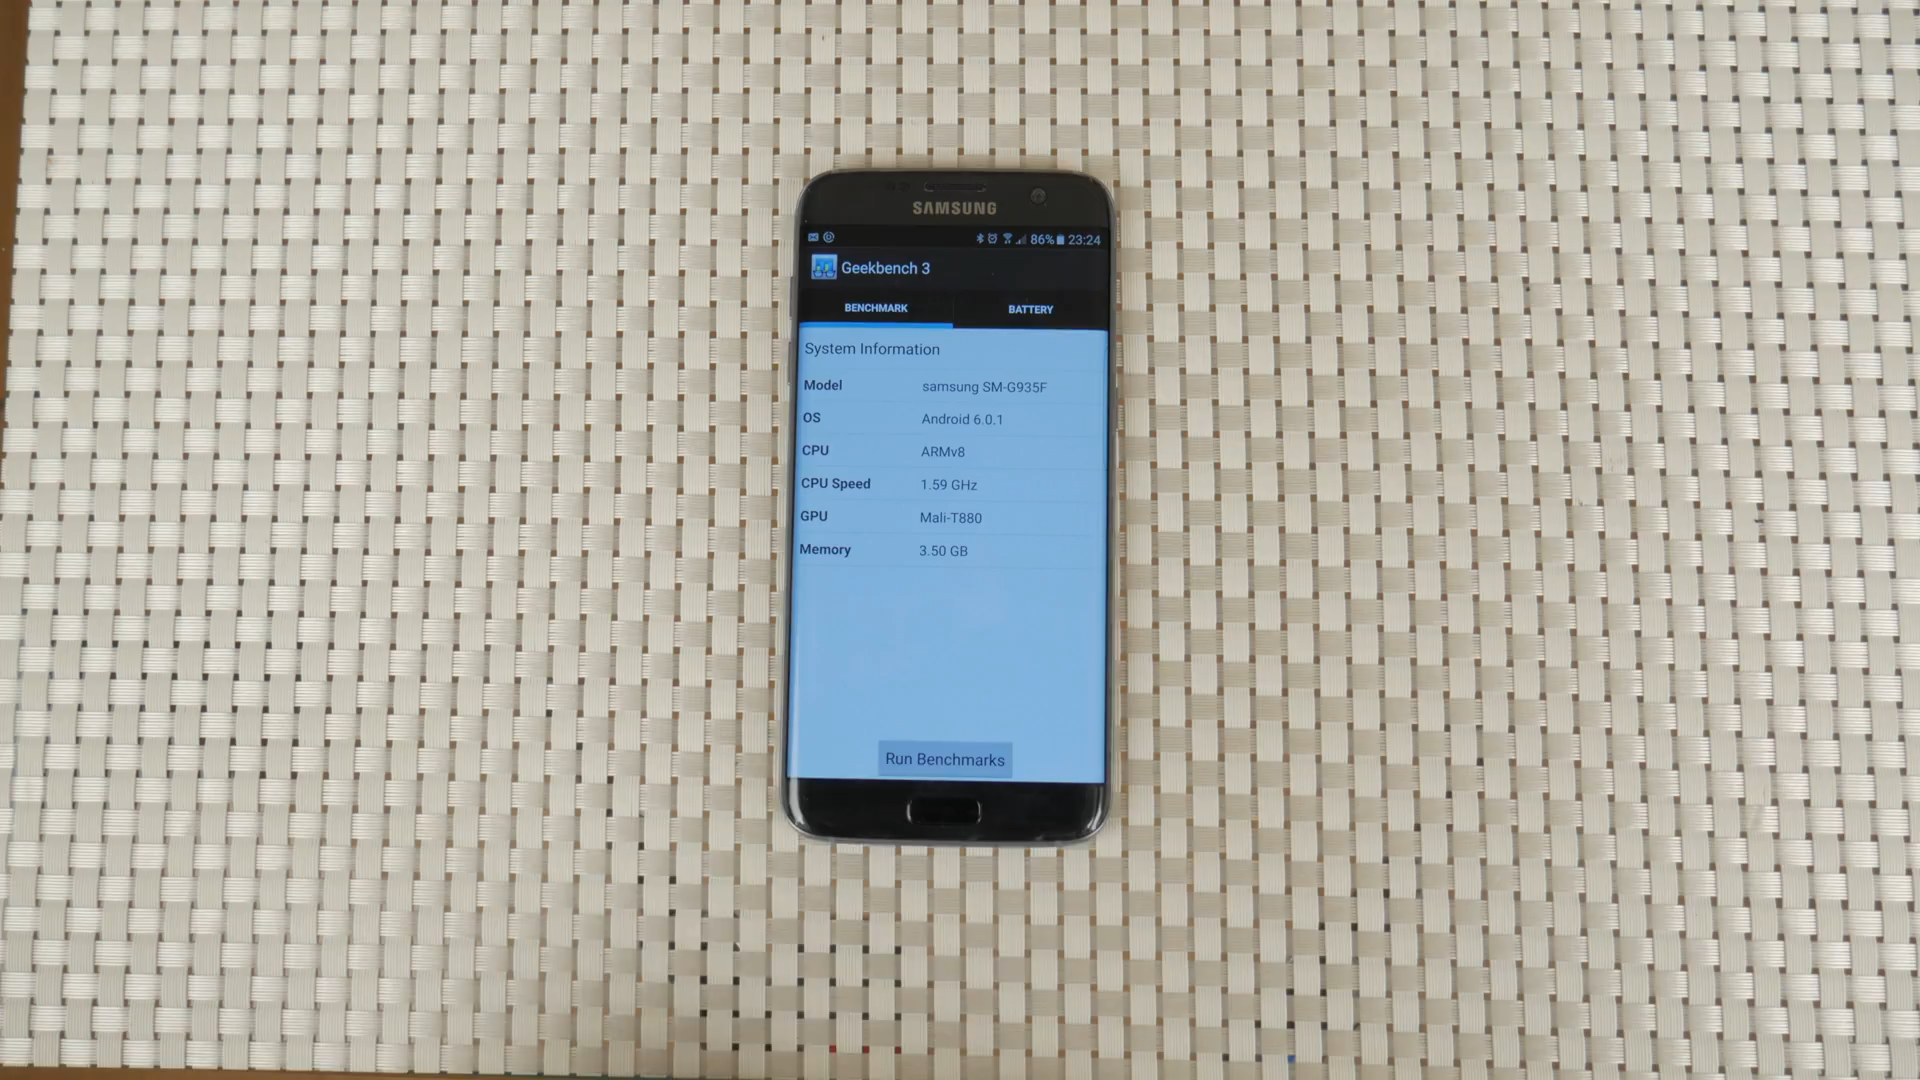 SAMSUNG
86% 23:24
Geekbench 3
BENCHMARK BATTERY
System Information
Model samsung SM-G935F
OS Android 6.0.1
CPU ARMv8
CPU Speed 1.59 GHz
GPU Mali-T880
Memory 3.50 GB
Run Benchmarks